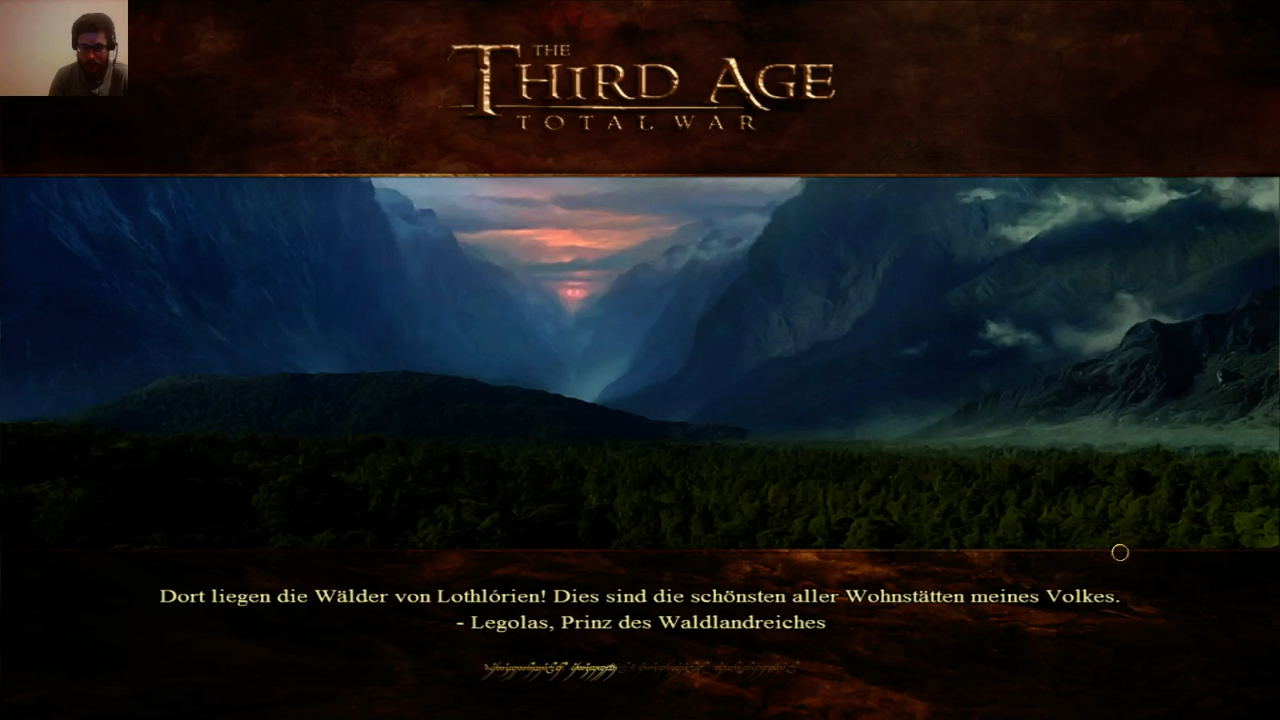 THE
THIRD AGE
TOTAL WAR
Dort liegen die Wälder von Lothlórien! Dies sind die schönsten aller Wohnstätten meines Volkes.
- Legolas, Prinz des Waldlandreiches